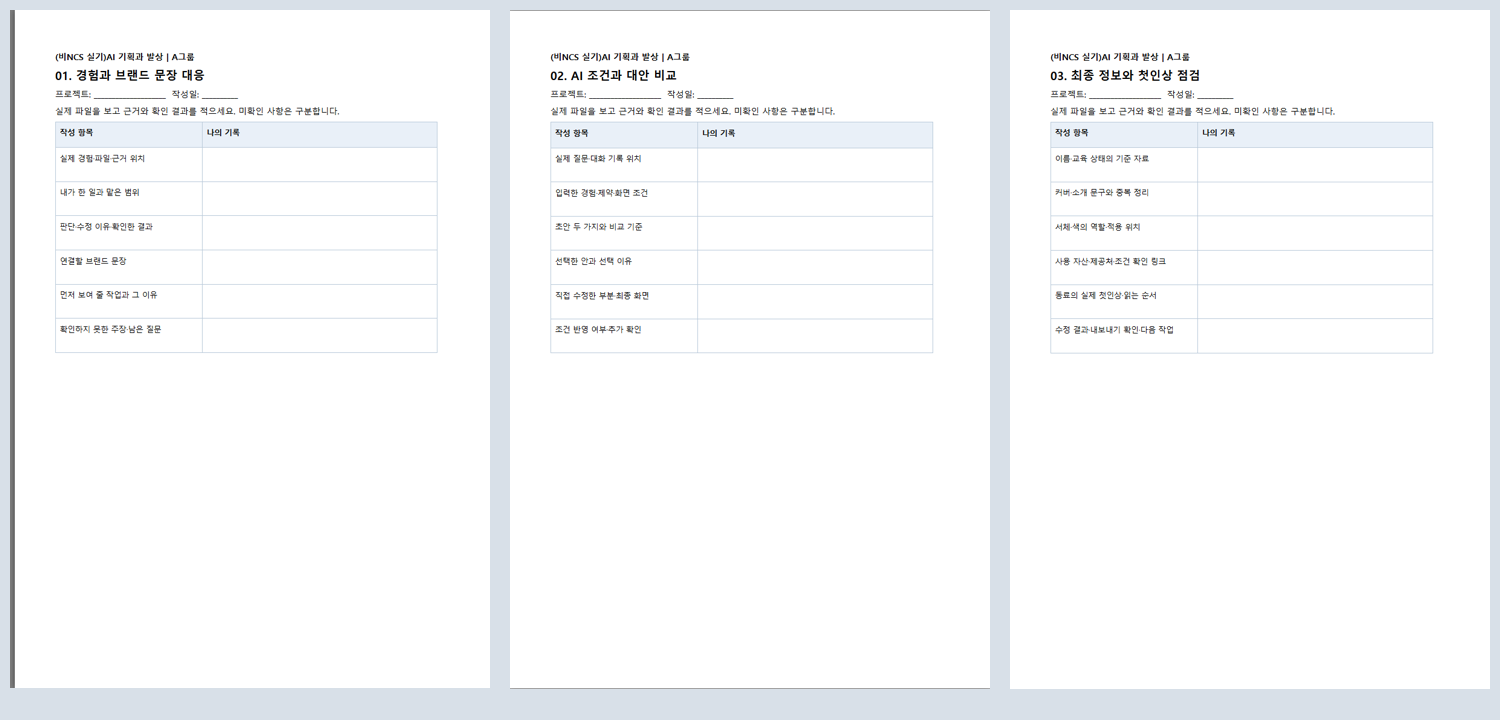 (비NCS 실기)AI 기획과 발상 | A그룹
01. 경험과 브랜드 문장 대응
프로젝트: ________________ 작성일: ________
실제 파일을 보고 근거와 확인 결과를 적으세요. 미확인 사항은 구분합니다.
작성 항목 나의 기록
실제 경험·파일·근거 위치
내가 한 일과 맡은 범위
판단·수정 이유·확인한 결과
연결할 브랜드 문장
먼저 보여 줄 작업과 그 이유
확인하지 못한 주장·남은 질문
(비NCS 실기)AI 기획과 발상 | A그룹
02. AI 조건과 대안 비교
프로젝트: ________________ 작성일: ________
실제 파일을 보고 근거와 확인 결과를 적으세요. 미확인 사항은 구분합니다.
작성 항목 나의 기록
실제 질문·대화 기록 위치
입력한 경험·제약·화면 조건
초안 두 가지와 비교 기준
선택한 안과 선택 이유
직접 수정한 부분·최종 화면
조건 반영 여부·추가 확인
(비NCS 실기)AI 기획과 발상 | A그룹
03. 최종 정보와 첫인상 점검
프로젝트: ________________ 작성일: ________
실제 파일을 보고 근거와 확인 결과를 적으세요. 미확인 사항은 구분합니다.
작성 항목 나의 기록
이름·교육 상태의 기준 자료
커버·소개 문구와 중복 정리
서체·색의 역할·적용 위치
사용 자산·제공처·조건 확인 링크
동료의 실제 첫인상·읽는 순서
수정 결과·내보내기 확인·다음 작업